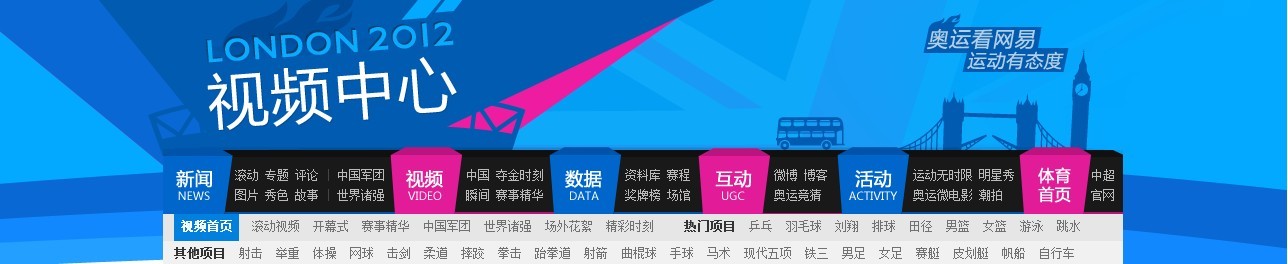 LONDON 2012
视频中心
奥运看网易
运动有态度
新闻 NEWS
滚动 专题 评论 中国军团
图片 秀色 故事 世界诸强
视频 VIDEO
中国 夺金时刻
瞬间 赛事精华
数据 DATA
资料库 赛程
奖牌榜 场馆
互动 UGC
微博 博客
奥运竞猜
活动 ACTIVITY
运动无时限 明星秀
奥运微电影 潮拍
体育首页
中超
官网
视频首页 滚动视频 开幕式 赛事精华 中国军团 世界诸强 场外花絮 精彩时刻 热门项目 乒乓 羽毛球 刘翔 排球 田径 男篮 女篮 游泳 跳水
其他项目 射击 举重 体操 网球 击剑 柔道 摔跤 拳击 跆拳道 射箭 曲棍球 手球 马术 现代五项 铁三 男足 女足 赛艇 皮划艇 帆船 自行车